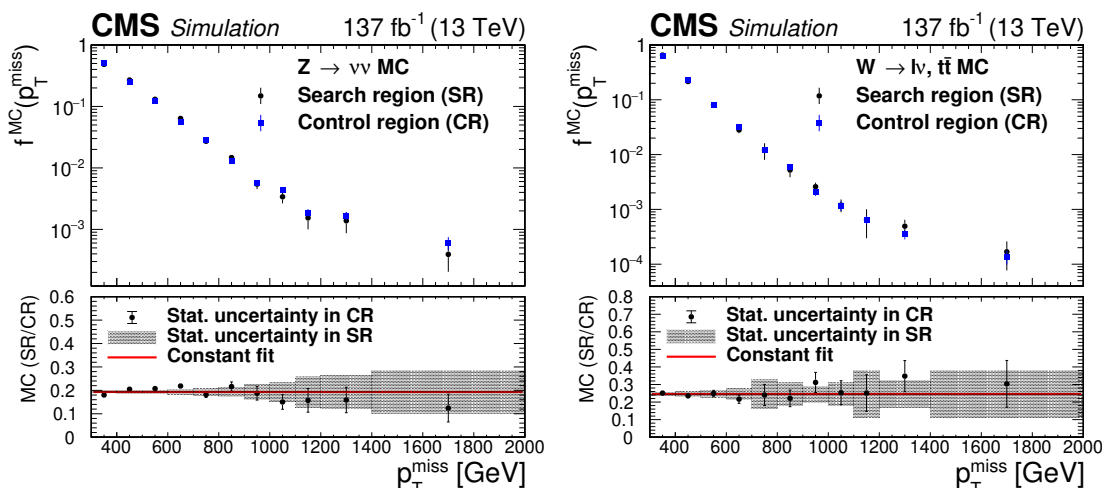 CMS Simulation 137 fb⁻¹ (13 TeV)
f^MC(p_T^miss)
1
10⁻¹
10⁻²
10⁻³
Z → νν MC
Search region (SR)
Control region (CR)
MC (SR/CR)
0.6
0.5
0.4
0.3
0.2
0.1
0
Stat. uncertainty in CR
Stat. uncertainty in SR
Constant fit
400 600 800 1000 1200 1400 1600 1800 2000
p_T^miss [GeV]
CMS Simulation 137 fb⁻¹ (13 TeV)
f^MC(p_T^miss)
1
10⁻¹
10⁻²
10⁻³
10⁻⁴
W → lν, tt̄ MC
Search region (SR)
Control region (CR)
MC (SR/CR)
0.8
0.7
0.6
0.5
0.4
0.3
0.2
0.1
0
Stat. uncertainty in CR
Stat. uncertainty in SR
Constant fit
400 600 800 1000 1200 1400 1600 1800 2000
p_T^miss [GeV]